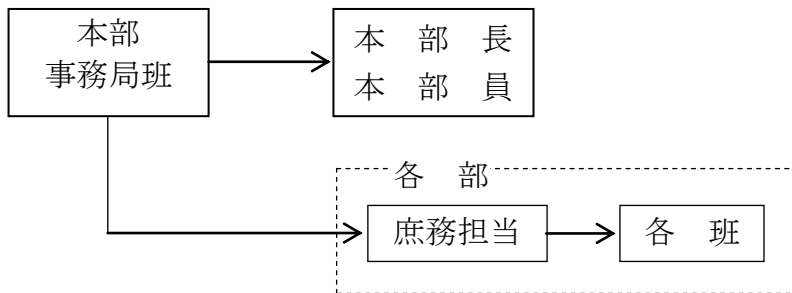 本部
事務局班
本　部　長
本　部　員
各　部
庶務担当
各　班